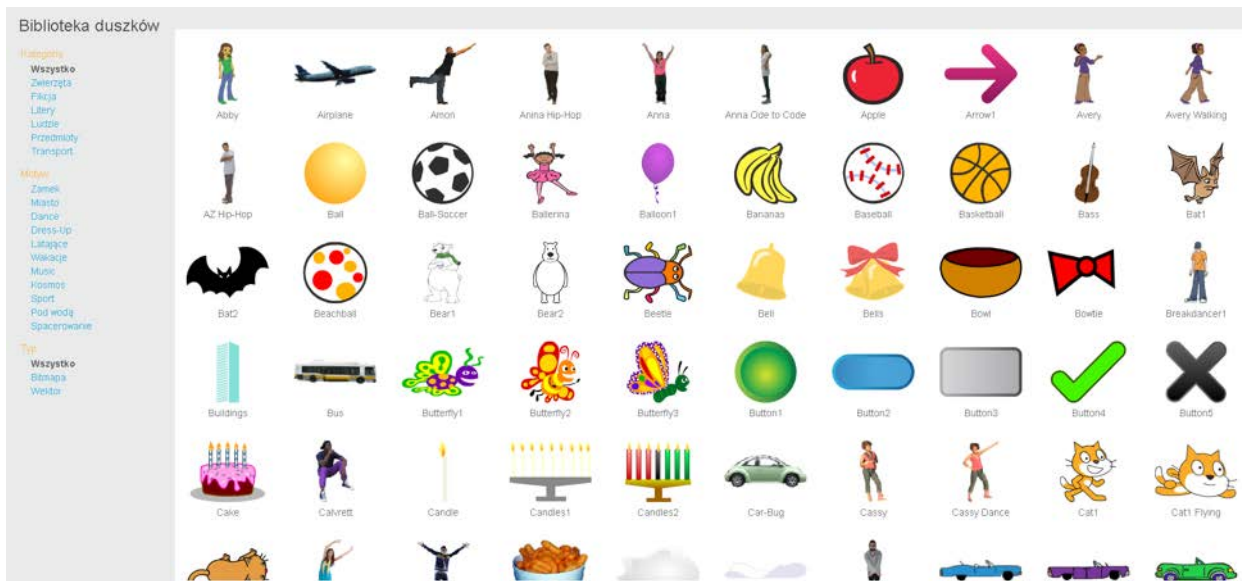 Biblioteka duszków
Kategoria
Wszystko
Zwierzęta
Fikcja
Litery
Ludzie
Przedmioty
Transport
Motyw
Zamek
Miasto
Dance
Dress-Up
Latające
Wakacje
Music
Kosmos
Sport
Pod wodą
Spacerowanie
Typ
Wszystko
Bitmapa
Wektor
Abby
Airplane
Amon
Anina Hip-Hop
Anna
Anna Ode to Code
Apple
Arrow1
Avery
Avery Walking
AZ Hip-Hop
Ball
Ball-Soccer
Ballerina
Balloon1
Bananas
Baseball
Basketball
Bass
Bat1
Bat2
Beachball
Bear1
Bear2
Beetle
Bell
Bells
Bowl
Bowtie
Breakdancer1
Buildings
Bus
Butterfly1
Butterfly2
Butterfly3
Button1
Button2
Button3
Button4
Button5
Cake
Calvrett
Candle
Candles1
Candles2
Car-Bug
Cassy
Cassy Dance
Cat1
Cat1 Flying